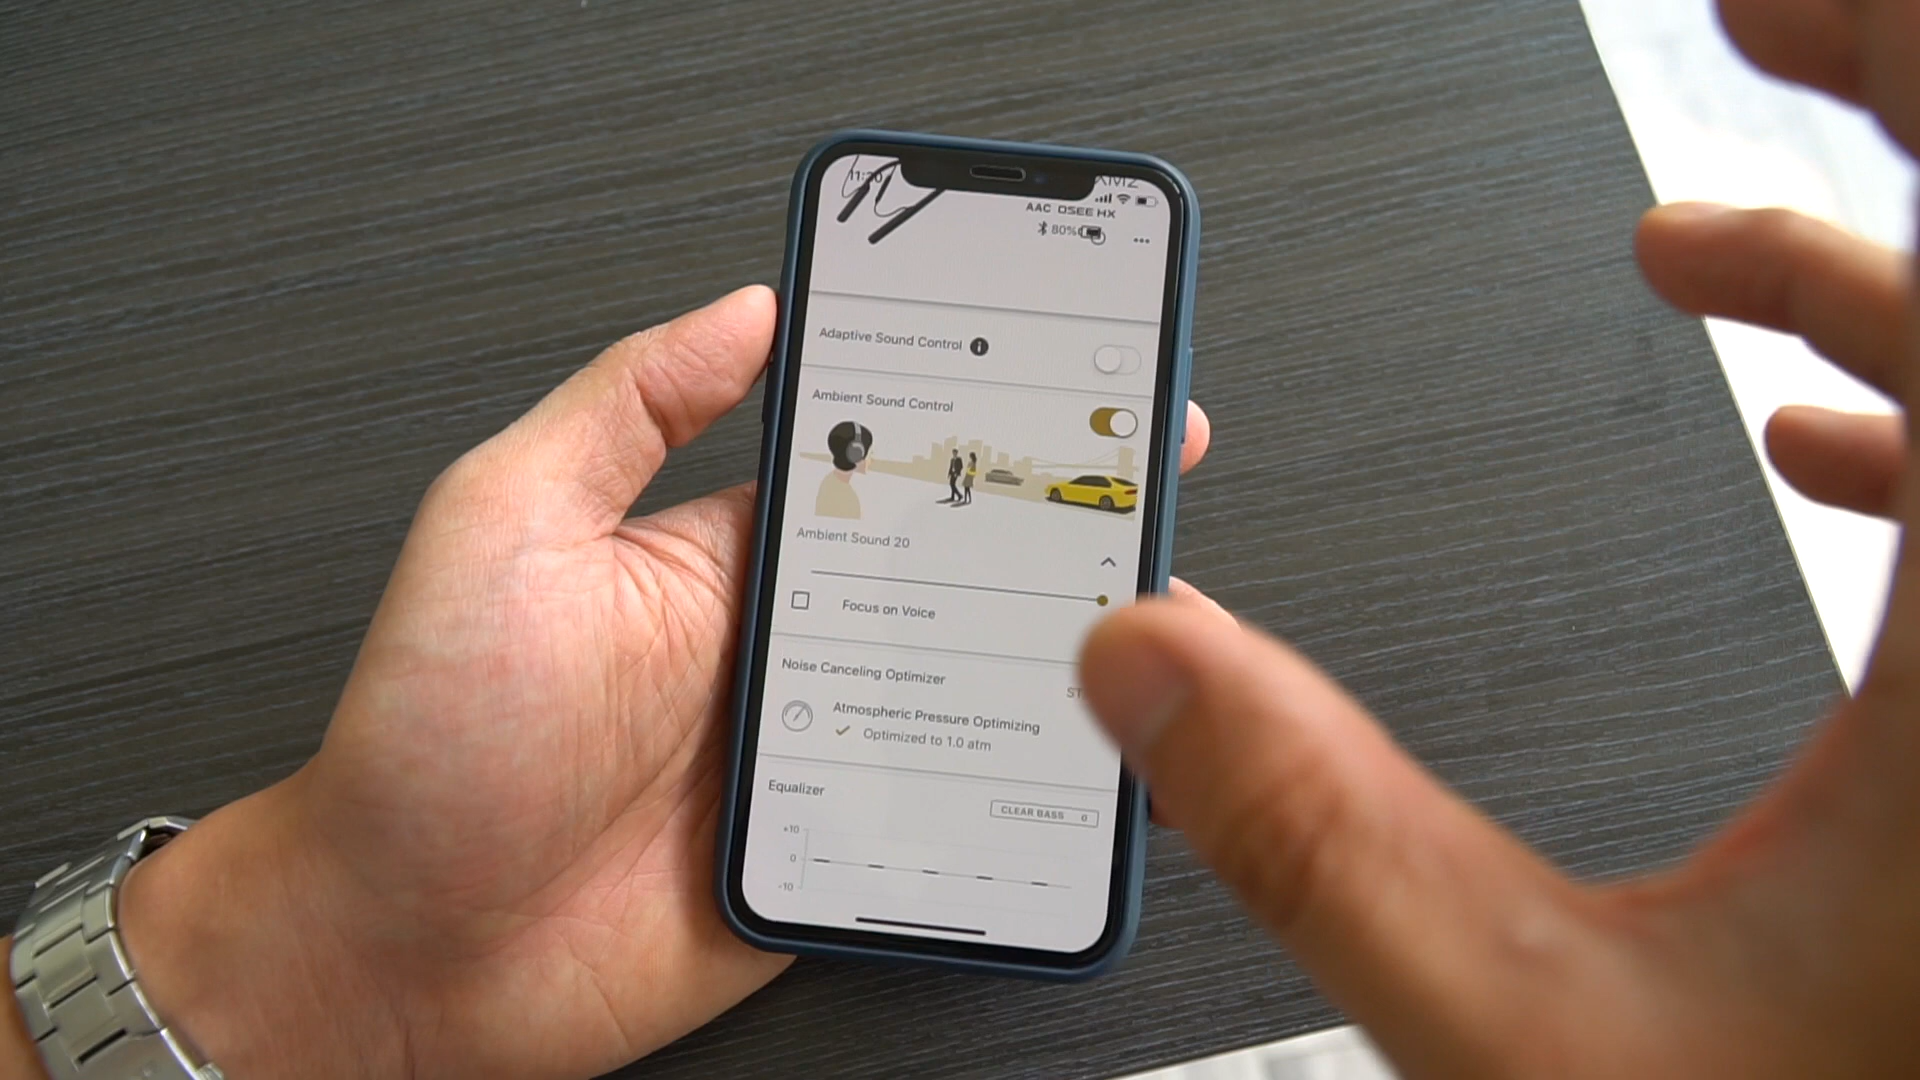 11:20
XM2
AAC DSEE HX
80%
Adaptive Sound Control
Ambient Sound Control
Ambient Sound 20
Focus on Voice
Noise Canceling Optimizer
Atmospheric Pressure Optimizing
Optimized to 1.0 atm
Equalizer
CLEAR BASS 0
+10
0
-10